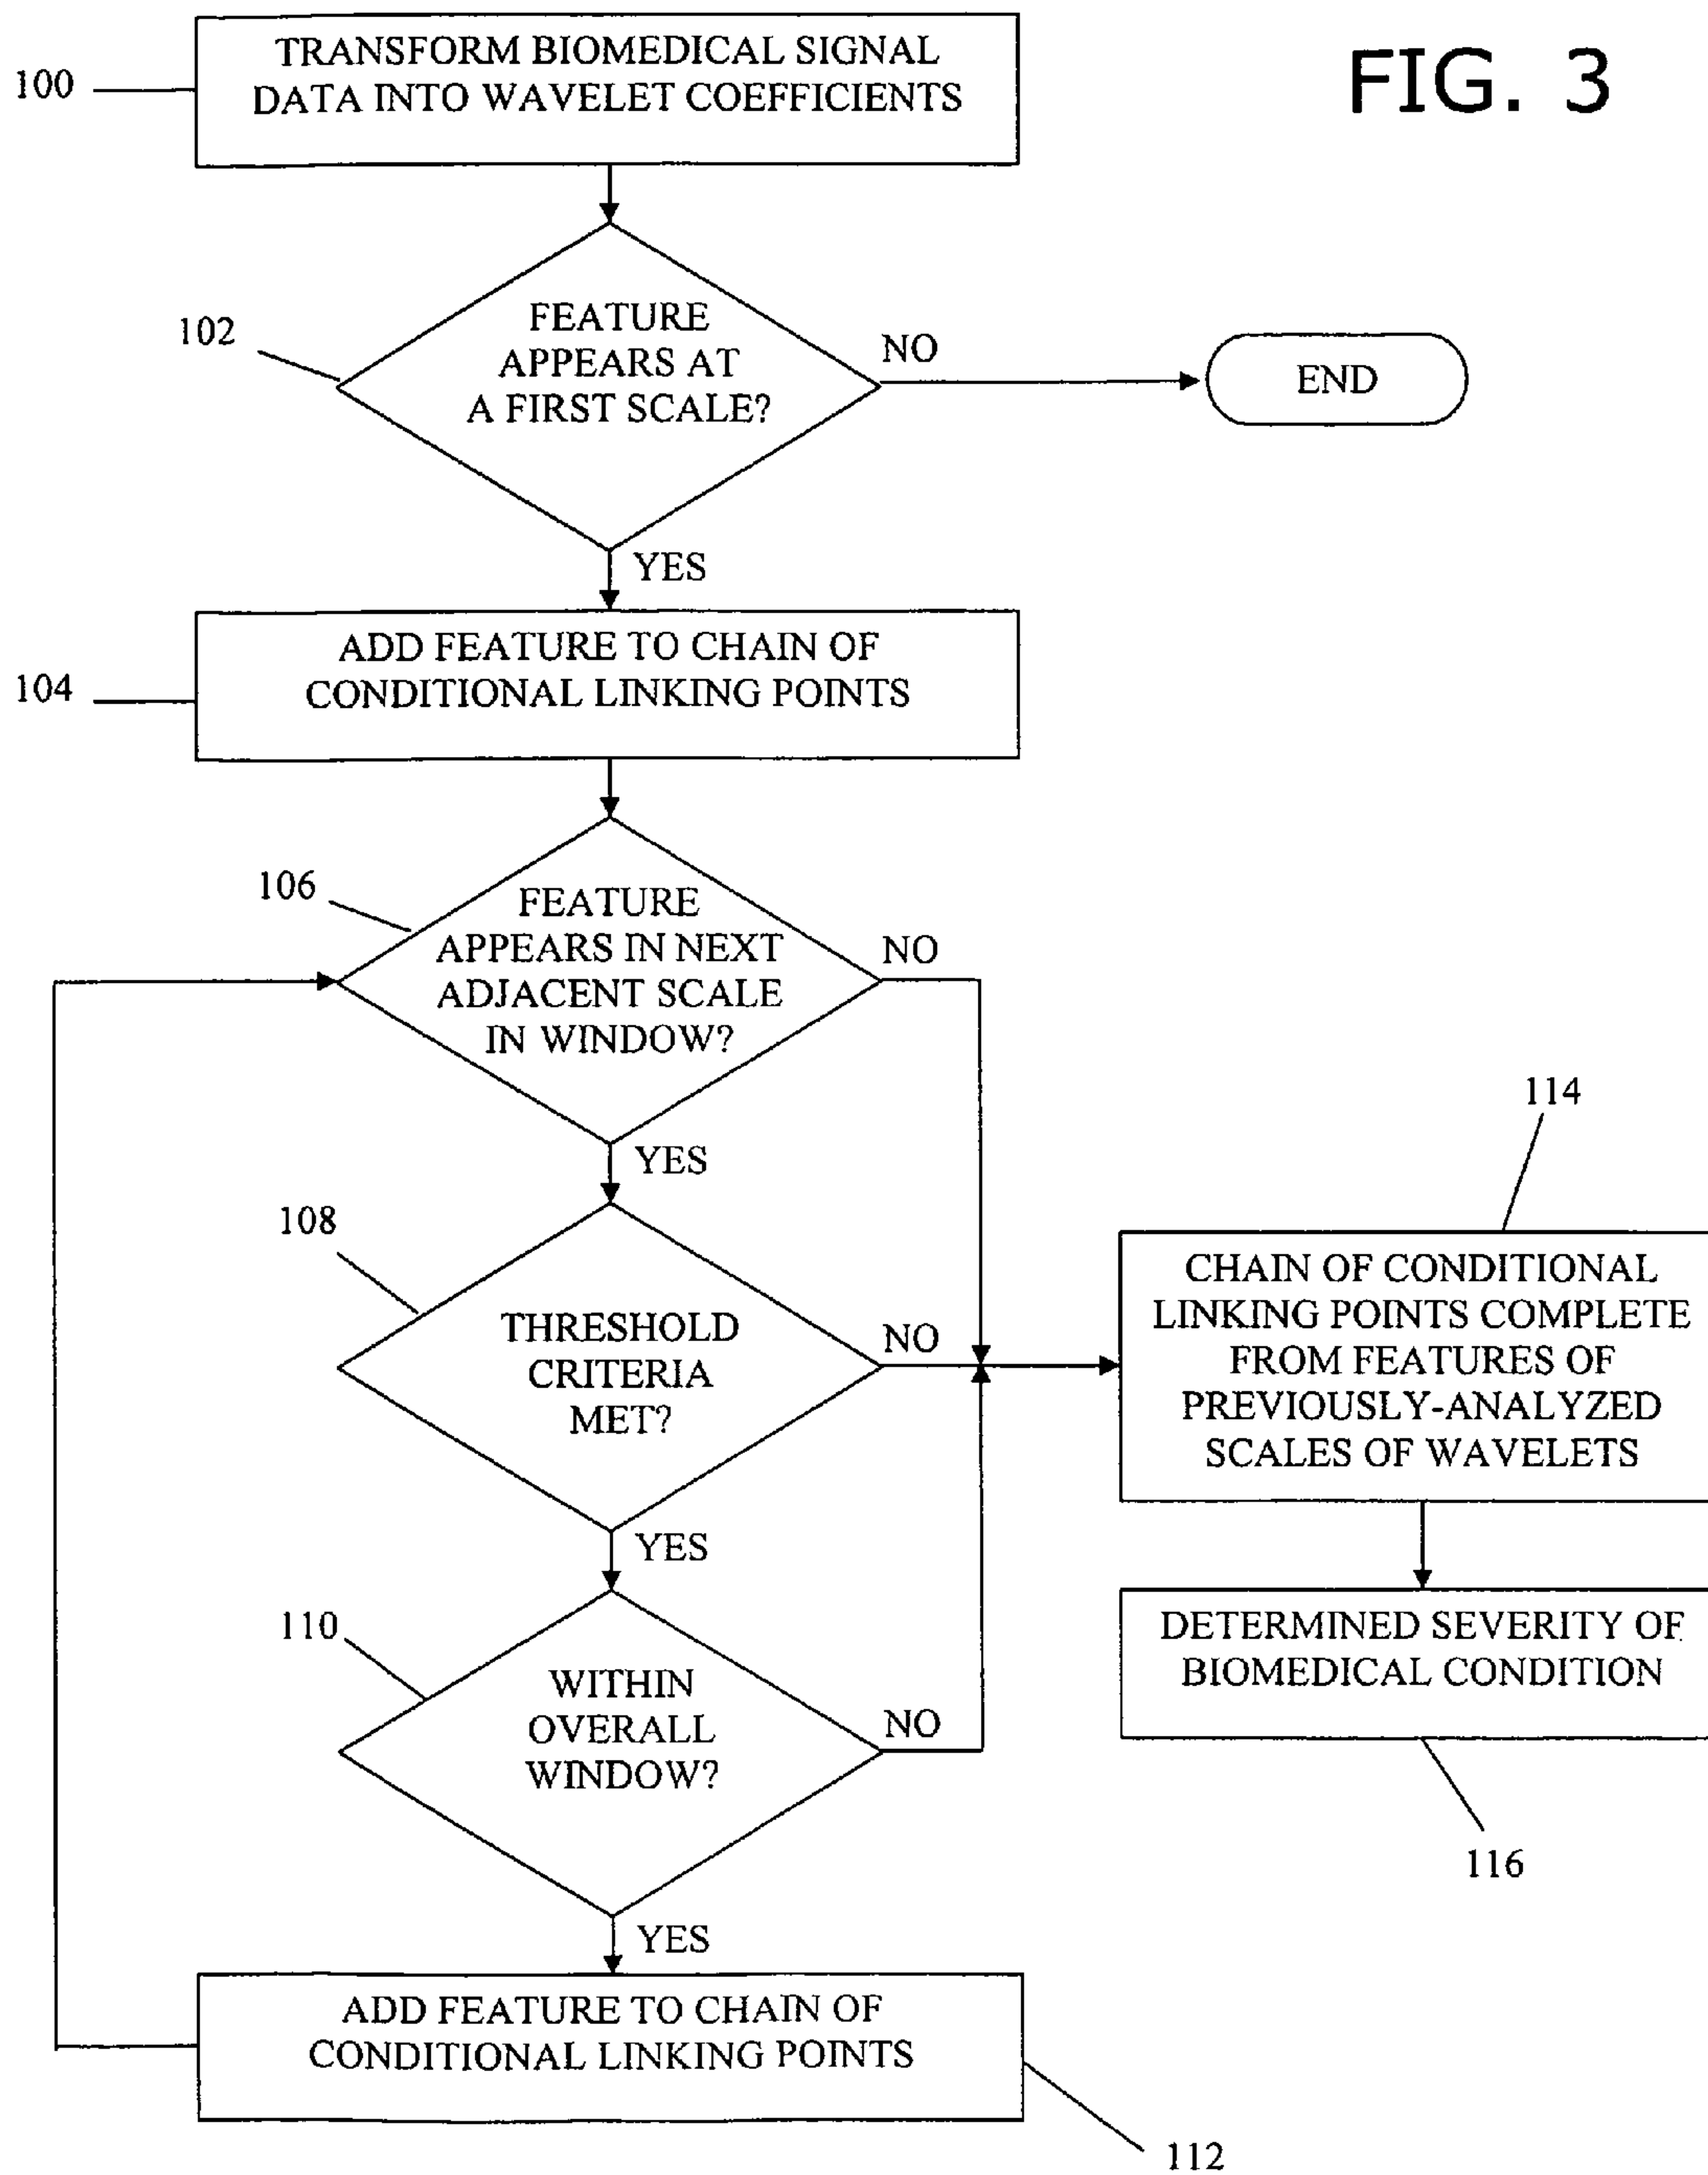 FIG. 3
100
TRANSFORM BIOMEDICAL SIGNAL
DATA INTO WAVELET COEFFICIENTS
102
FEATURE
APPEARS AT
A FIRST SCALE?
NO
END
YES
104
ADD FEATURE TO CHAIN OF
CONDITIONAL LINKING POINTS
106
FEATURE
APPEARS IN NEXT
ADJACENT SCALE
IN WINDOW?
NO
YES
108
THRESHOLD
CRITERIA
MET?
NO
YES
114
CHAIN OF CONDITIONAL
LINKING POINTS COMPLETE
FROM FEATURES OF
PREVIOUSLY-ANALYZED
SCALES OF WAVELETS
110
WITHIN
OVERALL
WINDOW?
NO
YES
DETERMINED SEVERITY OF
BIOMEDICAL CONDITION
116
ADD FEATURE TO CHAIN OF
CONDITIONAL LINKING POINTS
112